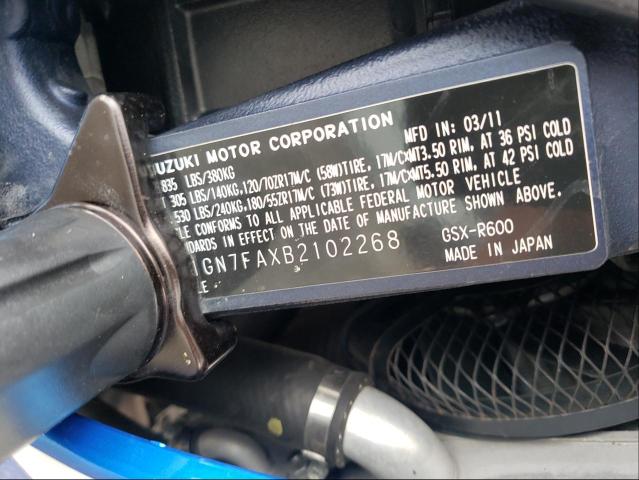 UZUKI MOTOR CORPORATION MFD IN: 03/11
835 LBS/380KG
305 LBS/140KG,120/70ZR17M/C (58W)TIRE, 17M/CxMT3.50 RIM, AT 36 PSI COLD
530 LBS/240KG,180/55ZR17M/C (73W)TIRE, 17M/CxMT5.50 RIM, AT 42 PSI COLD
LE CONFORMS TO ALL APPLICABLE FEDERAL MOTOR VEHICLE
NDARDS IN EFFECT ON THE DATE OF MANUFACTURE SHOWN ABOVE.
GN7FAXB2102268 GSX-R600
LE MADE IN JAPAN